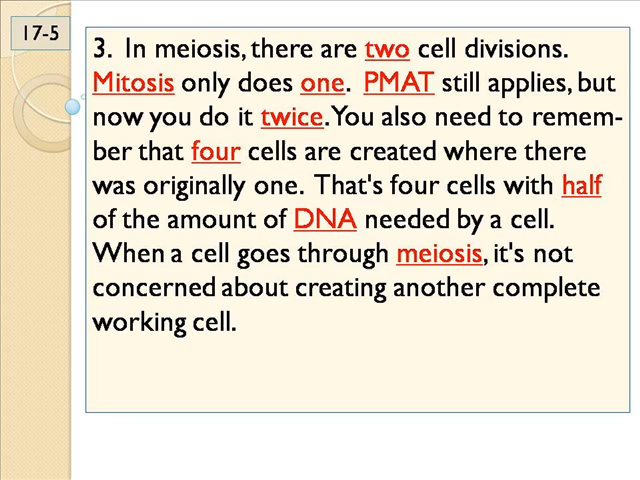 17-5
3. In meiosis, there are two cell divisions.
Mitosis only does one. PMAT still applies, but
now you do it twice. You also need to remem-
ber that four cells are created where there
was originally one. That's four cells with half
of the amount of DNA needed by a cell.
When a cell goes through meiosis, it's not
concerned about creating another complete
working cell.